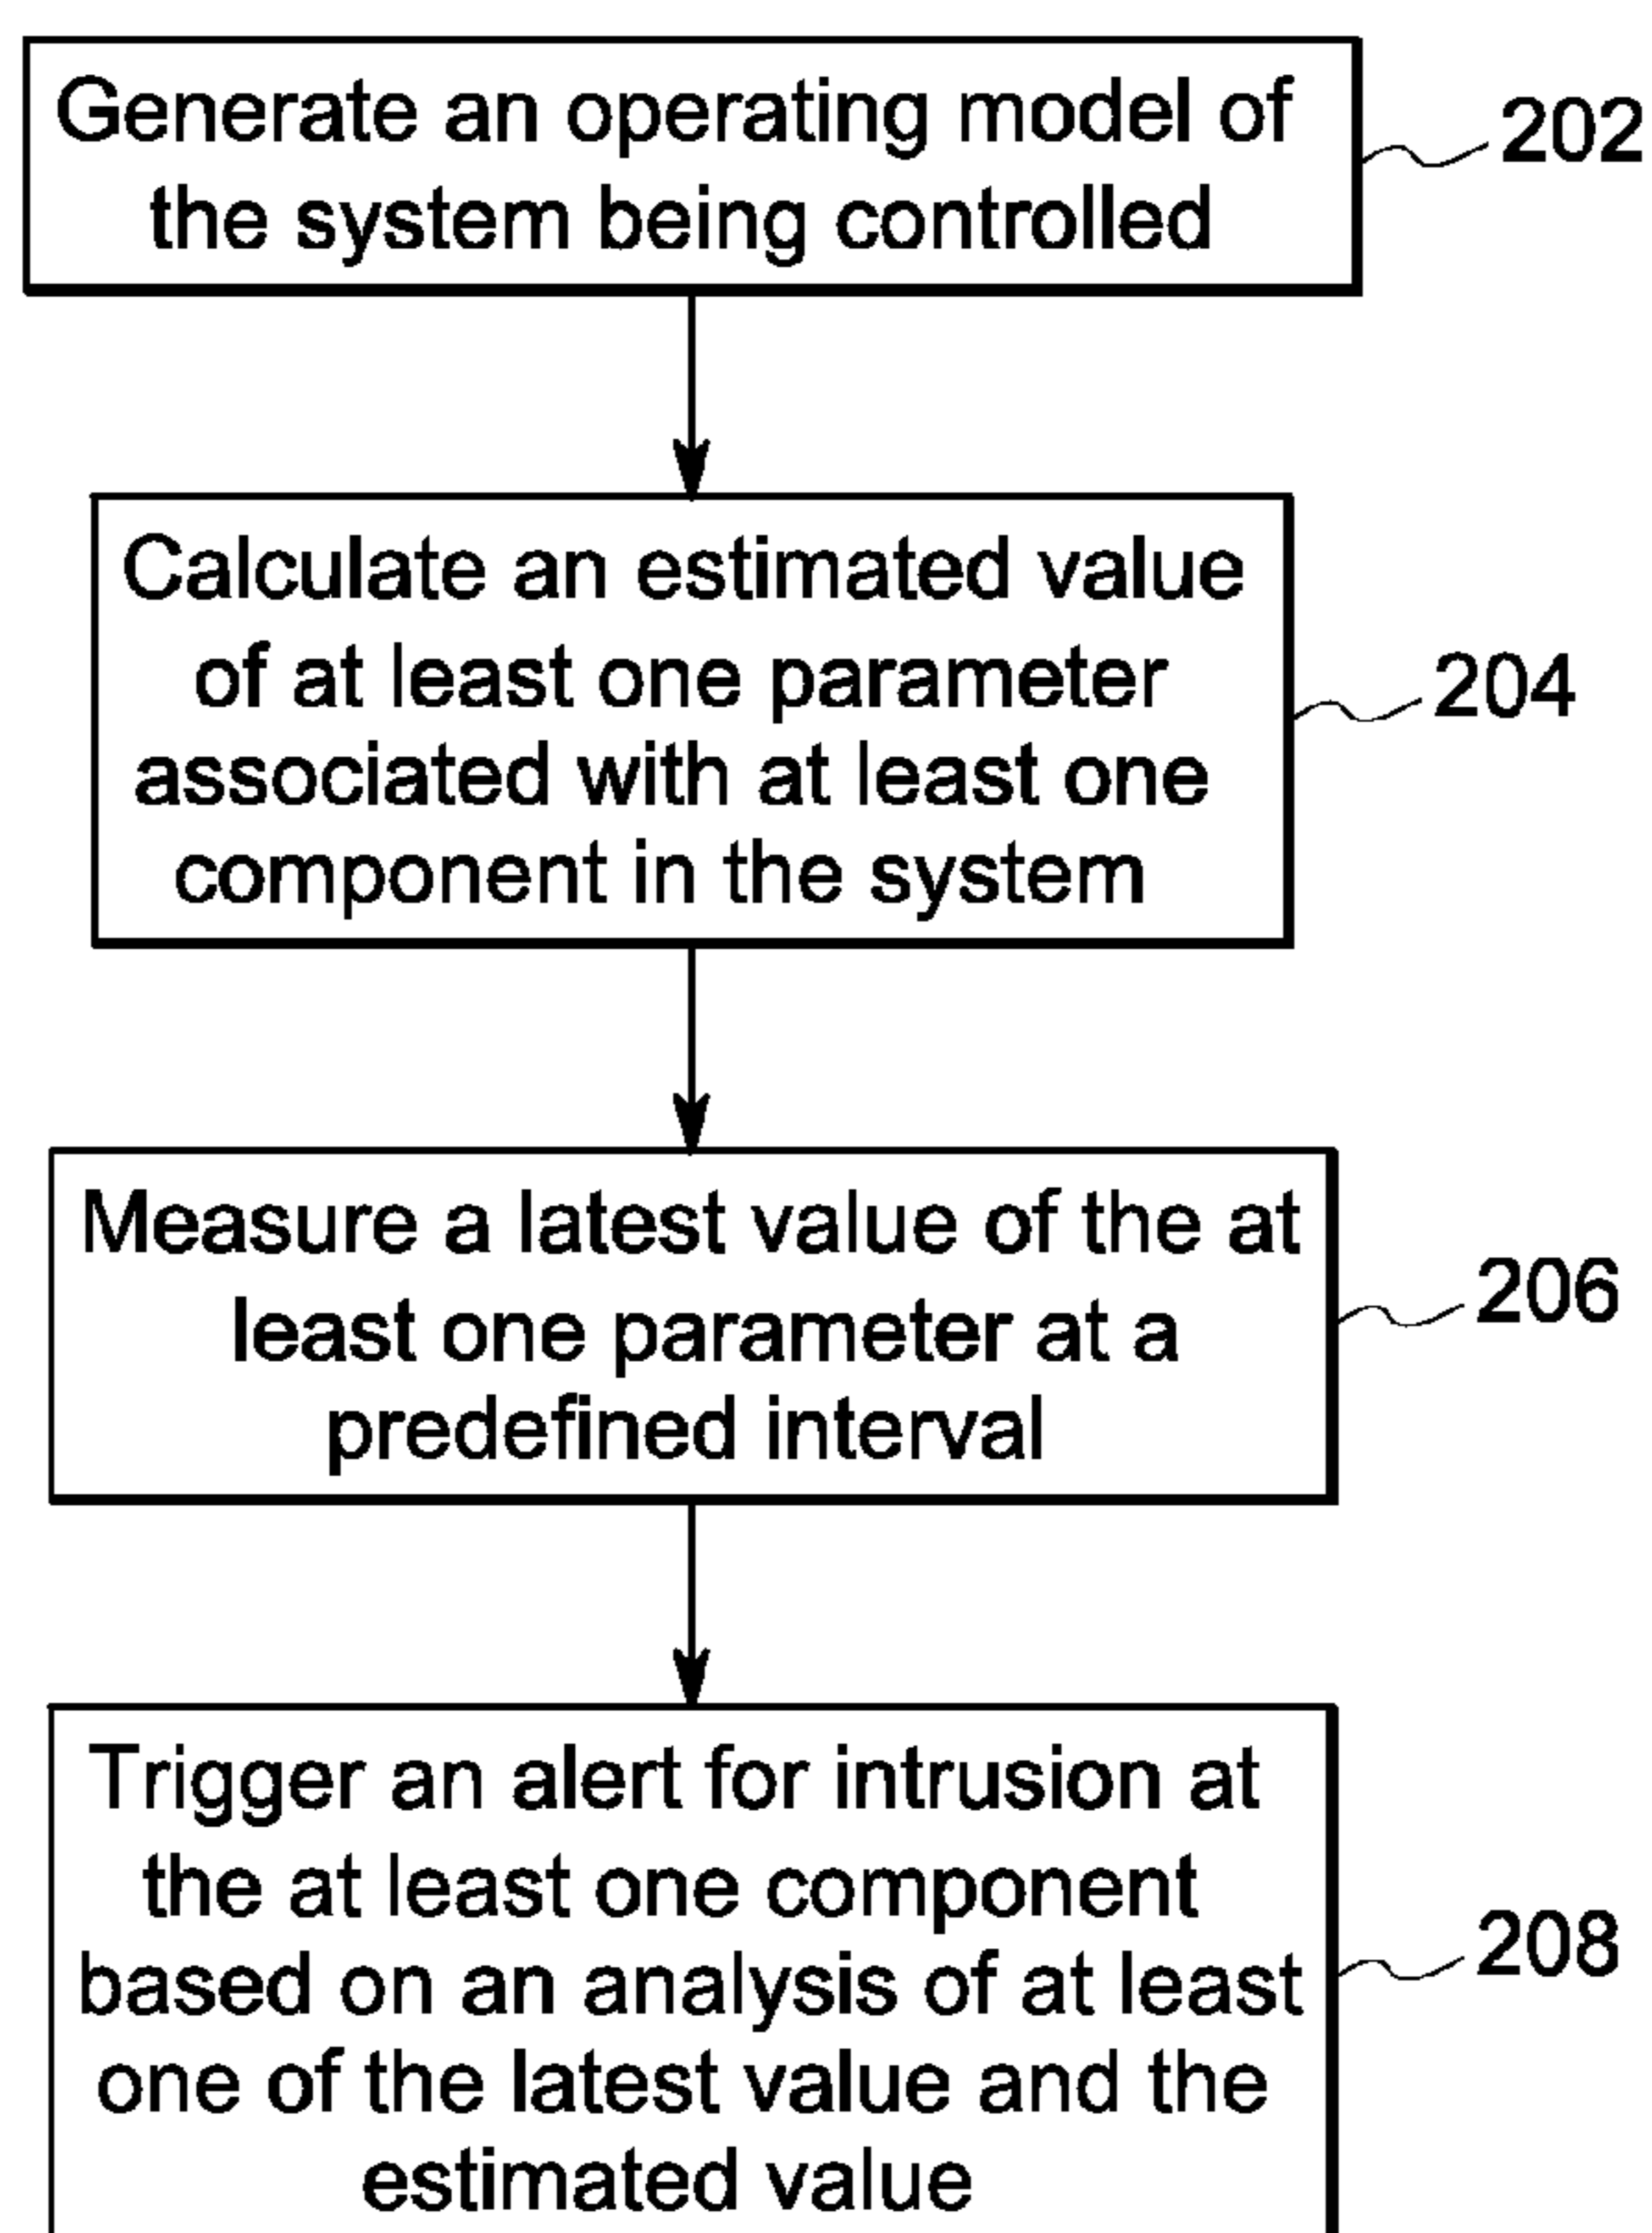 Generate an operating model of
the system being controlled
202
Calculate an estimated value
of at least one parameter
associated with at least one
component in the system
204
Measure a latest value of the at
least one parameter at a
predefined interval
206
Trigger an alert for intrusion at
the at least one component
based on an analysis of at least
one of the latest value and the
estimated value
208